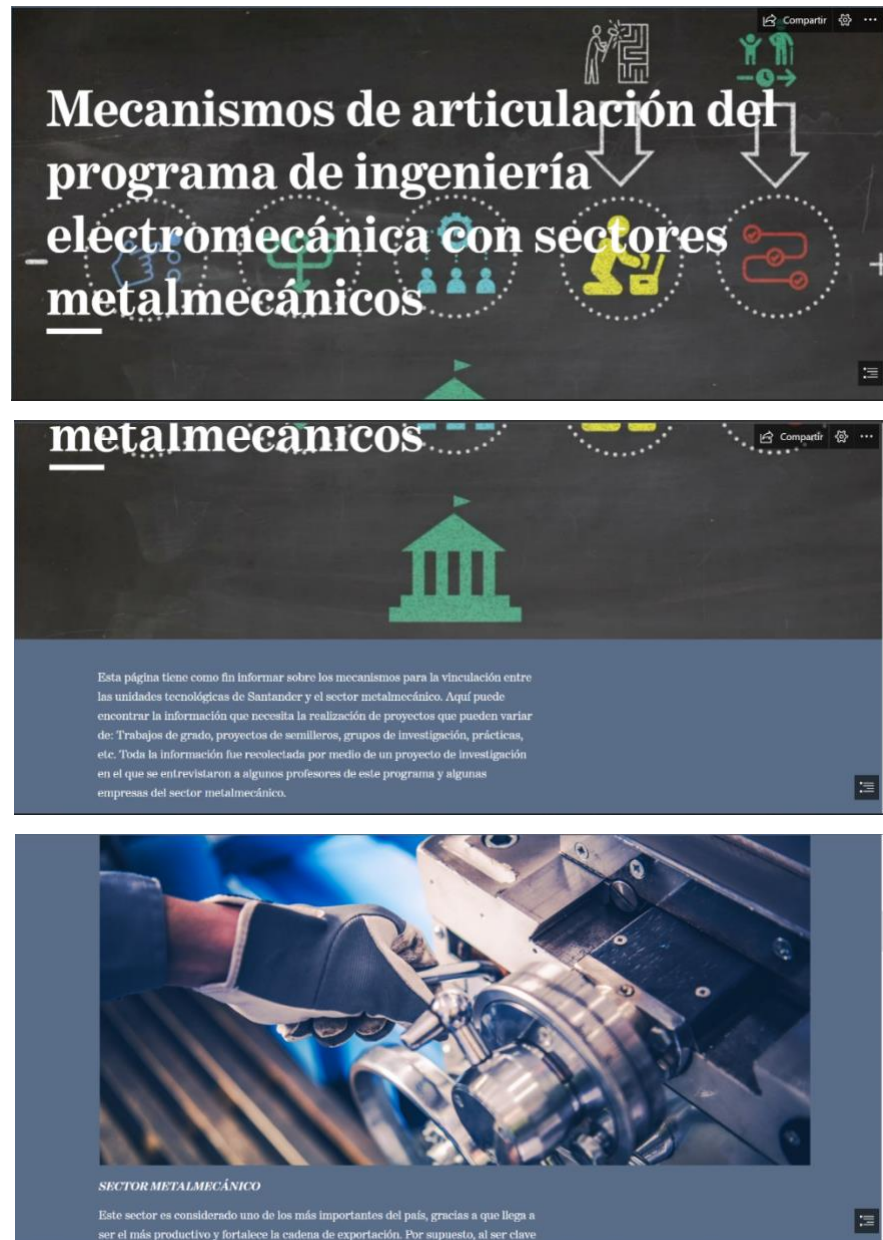 Compartir
Mecanismos de articulación del
programa de ingeniería
electromecánica con sectores
metalmecánicos
metalmecánicos
Compartir
Esta página tiene como fin informar sobre los mecanismos para la vinculación entre
las unidades tecnológicas de Santander y el sector metalmecánico. Aquí puede
encontrar la información que necesita la realización de proyectos que pueden variar
de: Trabajos de grado, proyectos de semilleros, grupos de investigación, prácticas,
etc. Toda la información fue recolectada por medio de un proyecto de investigación
en el que se entrevistaron a algunos profesores de este programa y algunas
empresas del sector metalmecánico.
SECTOR METALMECÁNICO
Este sector es considerado uno de los más importantes del país, gracias a que llega a
ser el más productivo y fortalece la cadena de exportación. Por supuesto, al ser clave